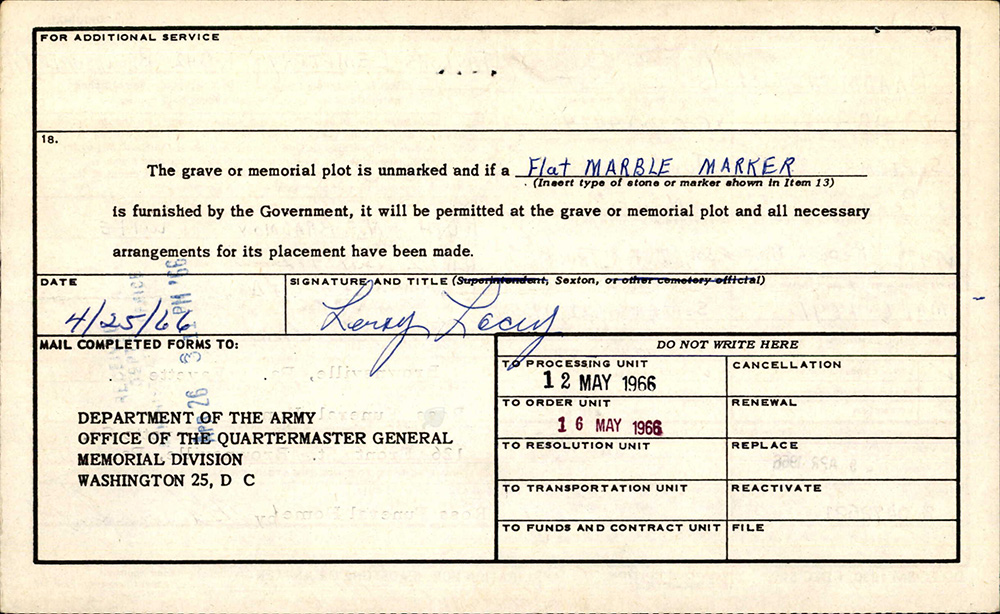 FOR ADDITIONAL SERVICE
18.
The grave or memorial plot is unmarked and if a Flat MARBLE MARKER
(Insert type of stone or marker shown in Item 13)
is furnished by the Government, it will be permitted at the grave or memorial plot and all necessary
arrangements for its placement have been made.
DATE
4/25/66
SIGNATURE AND TITLE (Superintendent, Sexton, or other cemetery official)
Leroy Lacey
PM '66
APR 26
MAIL COMPLETED FORMS TO:
DEPARTMENT OF THE ARMY
OFFICE OF THE QUARTERMASTER GENERAL
MEMORIAL DIVISION
WASHINGTON 25, D C
DO NOT WRITE HERE
TO PROCESSING UNIT
12 MAY 1966
CANCELLATION
TO ORDER UNIT
16 MAY 1966
RENEWAL
TO RESOLUTION UNIT
REPLACE
TO TRANSPORTATION UNIT
REACTIVATE
TO FUNDS AND CONTRACT UNIT
FILE